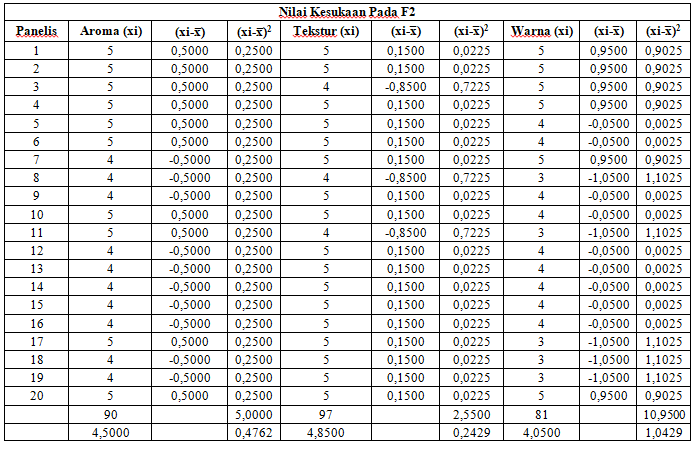 Nilai Kesukaan Pada F2
Panelis Aroma (xi) (xi-x̅) (xi-x̅)² Tekstur (xi) (xi-x̅) (xi-x̅)² Warna (xi) (xi-x̅) (xi-x̅)²
1 5 0,5000 0,2500 5 0,1500 0,0225 5 0,9500 0,9025
2 5 0,5000 0,2500 5 0,1500 0,0225 5 0,9500 0,9025
3 5 0,5000 0,2500 4 -0,8500 0,7225 5 0,9500 0,9025
4 5 0,5000 0,2500 5 0,1500 0,0225 5 0,9500 0,9025
5 5 0,5000 0,2500 5 0,1500 0,0225 4 -0,0500 0,0025
6 5 0,5000 0,2500 5 0,1500 0,0225 4 -0,0500 0,0025
7 4 -0,5000 0,2500 5 0,1500 0,0225 5 0,9500 0,9025
8 4 -0,5000 0,2500 4 -0,8500 0,7225 3 -1,0500 1,1025
9 4 -0,5000 0,2500 5 0,1500 0,0225 4 -0,0500 0,0025
10 5 0,5000 0,2500 5 0,1500 0,0225 4 -0,0500 0,0025
11 5 0,5000 0,2500 4 -0,8500 0,7225 3 -1,0500 1,1025
12 4 -0,5000 0,2500 5 0,1500 0,0225 4 -0,0500 0,0025
13 4 -0,5000 0,2500 5 0,1500 0,0225 4 -0,0500 0,0025
14 4 -0,5000 0,2500 5 0,1500 0,0225 4 -0,0500 0,0025
15 4 -0,5000 0,2500 5 0,1500 0,0225 4 -0,0500 0,0025
16 4 -0,5000 0,2500 5 0,1500 0,0225 4 -0,0500 0,0025
17 5 0,5000 0,2500 5 0,1500 0,0225 3 -1,0500 1,1025
18 4 -0,5000 0,2500 5 0,1500 0,0225 3 -1,0500 1,1025
19 4 -0,5000 0,2500 5 0,1500 0,0225 3 -1,0500 1,1025
20 5 0,5000 0,2500 5 0,1500 0,0225 5 0,9500 0,9025
90 5,0000 97 2,5500 81 10,9500
4,5000 0,4762 4,8500 0,2429 4,0500 1,0429